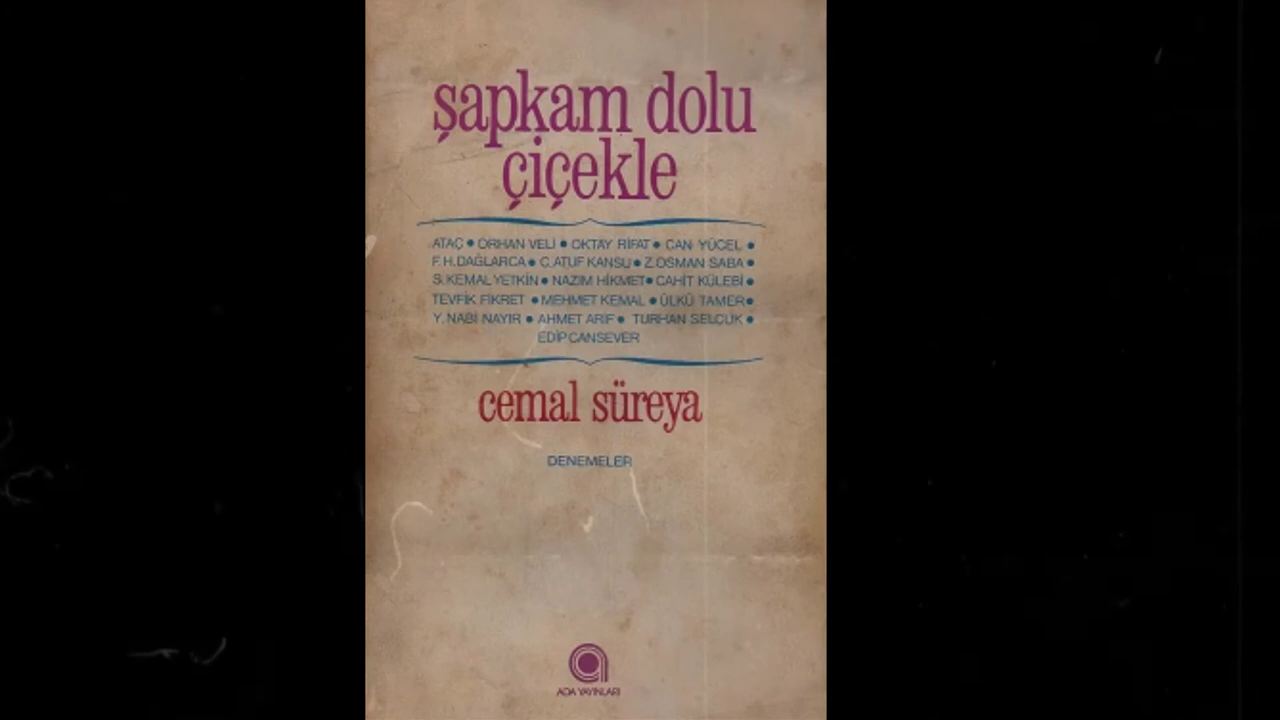 şapkam dolu
çiçekle
ATAÇ ● ORHAN VELİ ● OKTAY RİFAT ● CAN YÜCEL ●
F.H.DAĞLARCA ● C.ATUF KANSU ● Z.OSMAN SABA ●
S.KEMAL YETKİN ● NAZIM HİKMET ● CAHİT KÜLEBİ ●
TEVFİK FİKRET ● MEHMET KEMAL ● ÜLKÜ TAMER ●
Y.NABİ NAYIR ● AHMET ARİF ● TURHAN SELÇUK ●
EDİP CANSEVER
cemal süreya
DENEMELER
ADA YAYINLARI